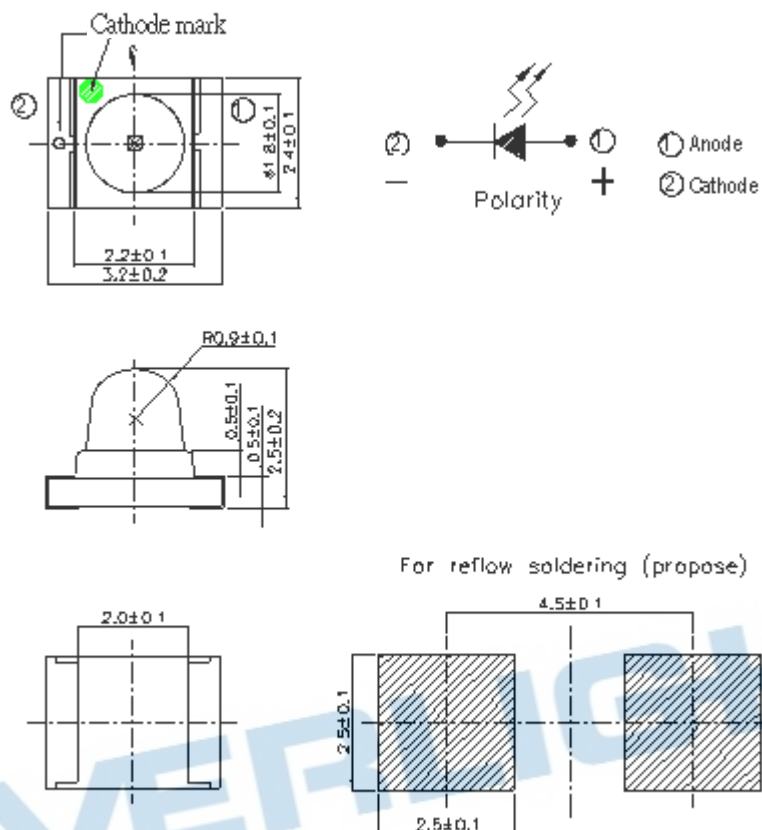 Cathode mark
② ①
ϕ1.8±0.1
2.4±0.1
2.2±0.1
3.2±0.2
(2) ① ① Anode
− + ② Cathode
Polarity
R0.9±0.1
0.5±0.1
0.5±0.1
2.5±0.2
For reflow soldering (propose)
2.0±0.1
4.5±0.1
2.5±0.1
2.5±0.1
VERLIG